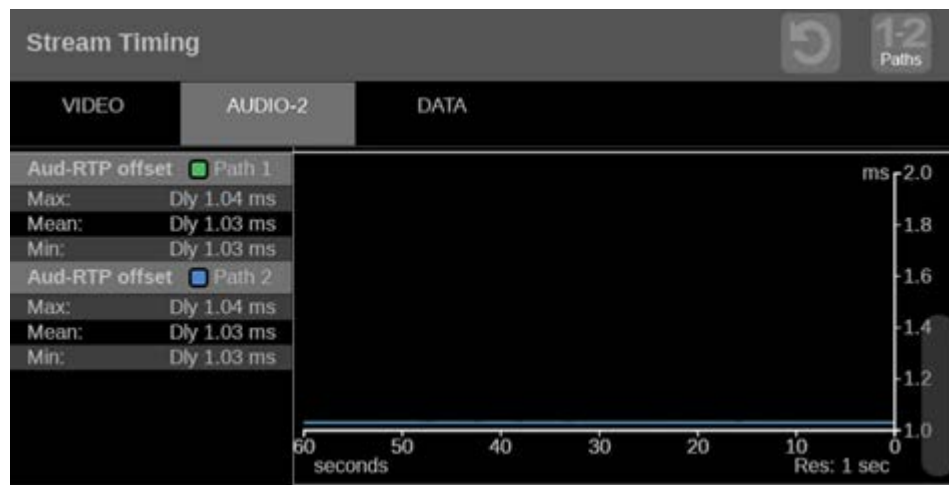 Stream Timing
1-2
Paths
VIDEO AUDIO-2 DATA
Aud-RTP offset Path 1
Max: Dly 1.04 ms
Mean: Dly 1.03 ms
Min: Dly 1.03 ms
Aud-RTP offset Path 2
Max: Dly 1.04 ms
Mean: Dly 1.03 ms
Min: Dly 1.03 ms
ms 2.0
1.8
1.6
1.4
1.2
1.0
60 50 40 30 20 10 0
seconds Res: 1 sec